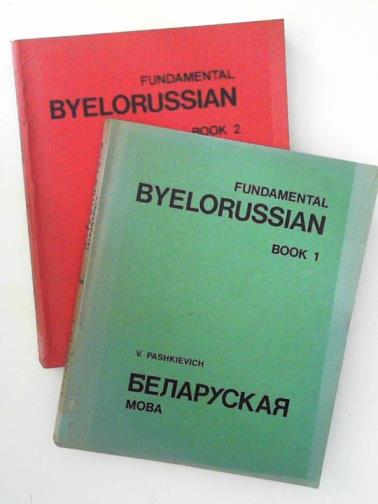 FUNDAMENTAL
BYELORUSSIAN
BOOK 2
FUNDAMENTAL
BYELORUSSIAN
BOOK 1
V. PASHKIEVICH
БЕЛАРУСКАЯ
МОВА